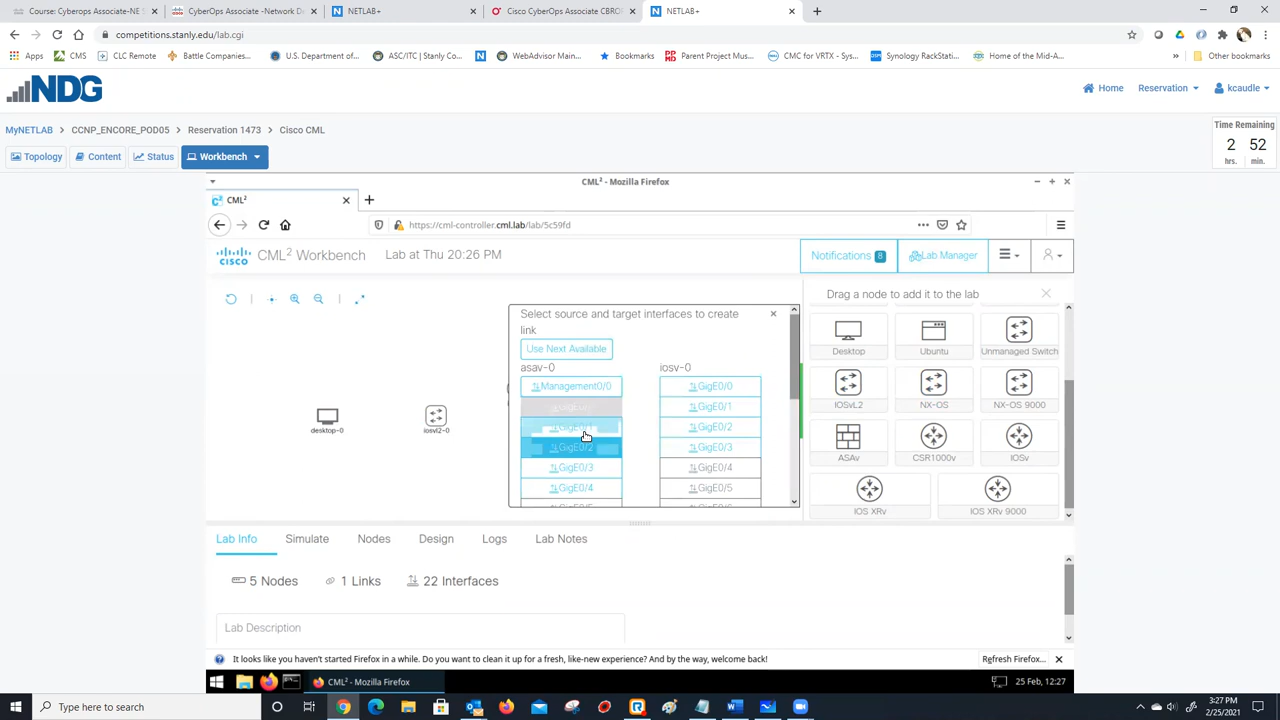 Course: Cyberops Associate-NE S
CyberOps Associate -Network D
NETLAB+
Cisco CyberOps Associate CBRO
NETLAB+
competitions.stanly.edu/lab.cgi
Apps
CMS
CLC Remote
Battle Companies...
U.S. Department of...
ASC/ITC | Stanly Co...
WebAdvisor Main...
Bookmarks
Parent Project Mus...
CMC for VRTX - Sys...
Synology RackStati...
Home of the Mid-A...
Other bookmarks
NDG
Home
Reservation
kcaudle
MyNETLAB > CCNP_ENCORE_POD05 > Reservation 1473 > Cisco CML
Time Remaining
2 52
hrs. min.
Topology
Content
Status
Workbench
CML² - Mozilla Firefox
CML²
https://cml-controller.cml.lab/lab/5c59fd
CISCO
CML² Workbench
Lab at Thu 20:26 PM
Notifications 8
Lab Manager
Drag a node to add it to the lab
Select source and target interfaces to create
link
Use Next Available
asav-0
iosv-0
Management0/0
GigE0/0
GigE0/1
GigE0/1
GigE0/2
GigE0/2
GigE0/3
GigE0/3
GigE0/4
GigE0/4
GigE0/5
desktop-0
iosvl2-0
Desktop
Ubuntu
Unmanaged Switch
IOSvL2
NX-OS
NX-OS 9000
ASAv
CSR1000v
IOSv
IOS XRv
IOS XRv 9000
Lab Info
Simulate
Nodes
Design
Logs
Lab Notes
5 Nodes
1 Links
22 Interfaces
Lab Description
It looks like you haven't started Firefox in a while. Do you want to clean it up for a fresh, like-new experience? And by the way, welcome back!
Refresh Firefox...
CML² - Mozilla Firefox
25 Feb, 12:27
Type here to search
3:27 PM
2/25/2021